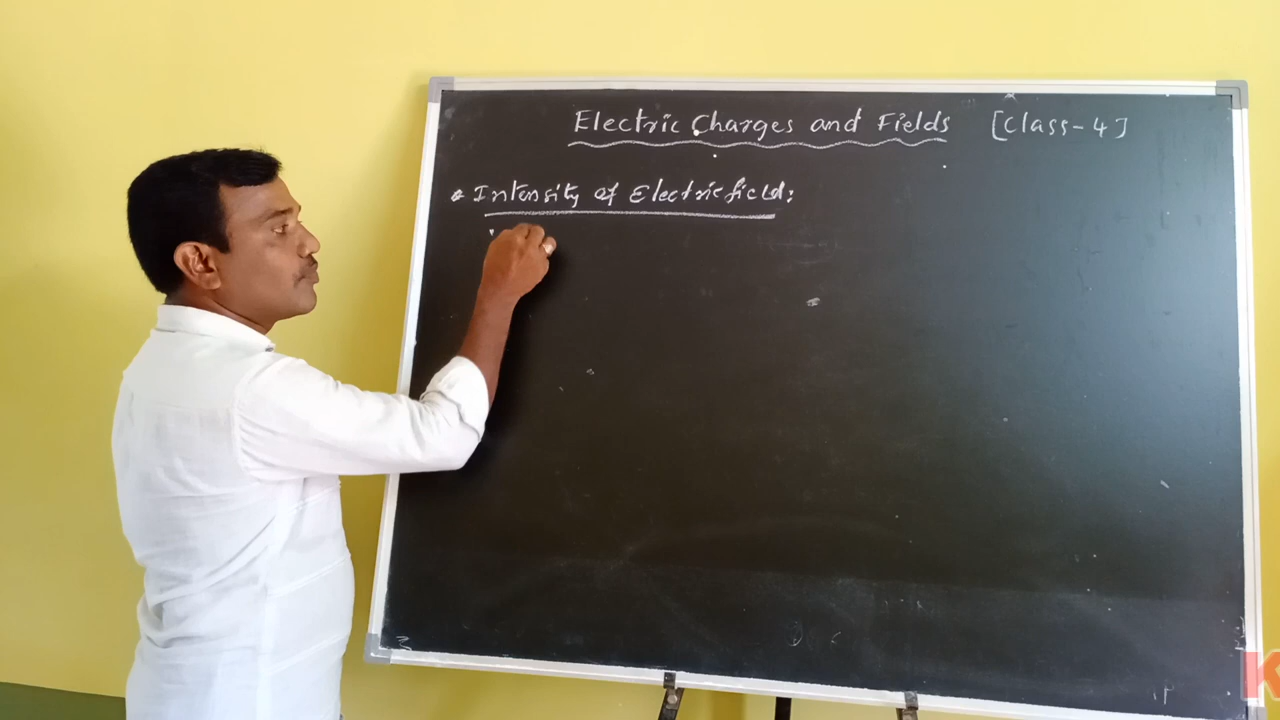 Electric Charges and Fields [Class-4]
* Intensity of Electric field:
K